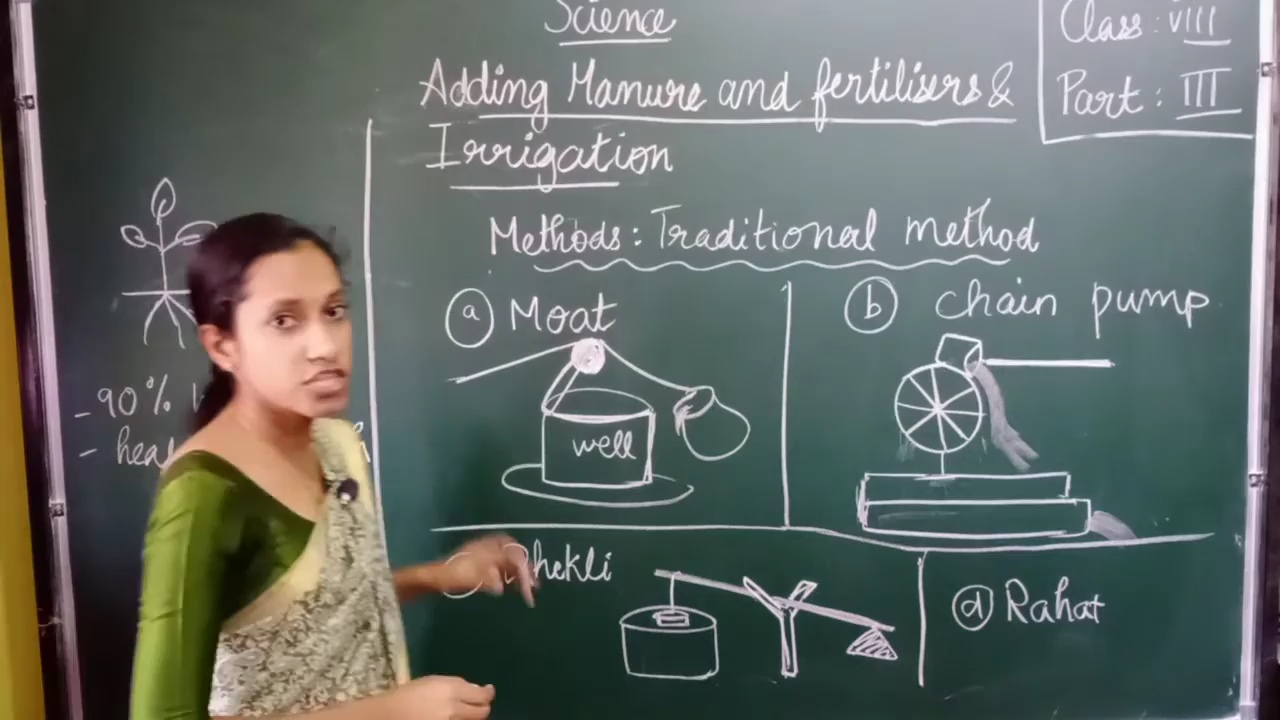 Science
Class: VIII
Part: III
Adding Manure and fertilisers &
Irrigation
Methods: Traditional method
a Moat
well
b chain pump
Dhekli
d Rahat
- 90%
-